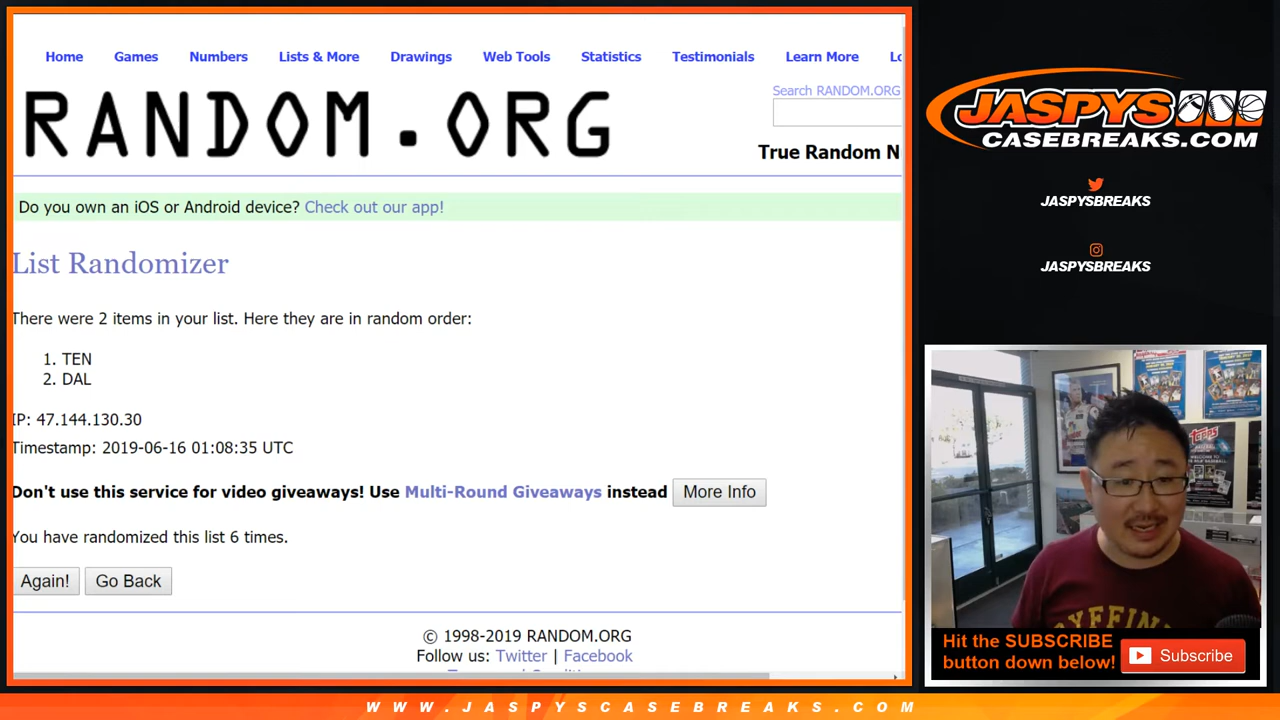 Home Games Numbers Lists & More Drawings Web Tools Statistics Testimonials Learn More
RANDOM.ORG
Search RANDOM.ORG
True Random N
Do you own an iOS or Android device? Check out our app!
List Randomizer
There were 2 items in your list. Here they are in random order:
1. TEN
2. DAL
IP: 47.144.130.30
Timestamp: 2019-06-16 01:08:35 UTC
Don't use this service for video giveaways! Use Multi-Round Giveaways instead More Info
You have randomized this list 6 times.
Again! Go Back
© 1998-2019 RANDOM.ORG
Follow us: Twitter | Facebook
JASPYS
CASEBREAKS.COM
JASPYSBREAKS
JASPYSBREAKS
Topps
Hit the SUBSCRIBE
button down below!
Subscribe
WWW.JASPYSCASEBREAKS.COM